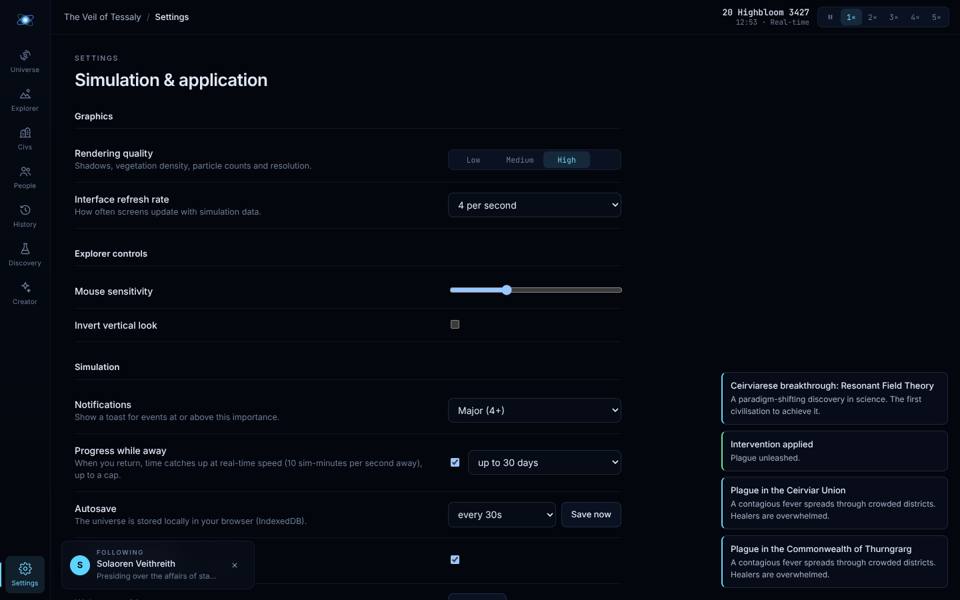 The Veil of Tessaly / Settings
20 Highbloom 3427
12:53 · Real-time
1× 2× 3× 4× 5×
Universe
Explorer
Civs
People
History
Discovery
Creator
Settings
SETTINGS
Simulation & application
Graphics
Rendering quality
Shadows, vegetation density, particle counts and resolution.
Low Medium High
Interface refresh rate
How often screens update with simulation data.
4 per second
Explorer controls
Mouse sensitivity
Invert vertical look
Simulation
Notifications
Show a toast for events at or above this importance.
Major (4+)
Progress while away
When you return, time catches up at real-time speed (10 sim-minutes per second away),
up to a cap.
up to 30 days
Autosave
The universe is stored locally in your browser (IndexedDB).
every 30s
Save now
S
FOLLOWING
Solaoren Veithreith
Presiding over the affairs of sta...
×
Ceirviarese breakthrough: Resonant Field Theory
A paradigm-shifting discovery in science. The first
civilisation to achieve it.
Intervention applied
Plague unleashed.
Plague in the Ceirviar Union
A contagious fever spreads through crowded districts.
Healers are overwhelmed.
Plague in the Commonwealth of Thurngrarg
A contagious fever spreads through crowded districts.
Healers are overwhelmed.